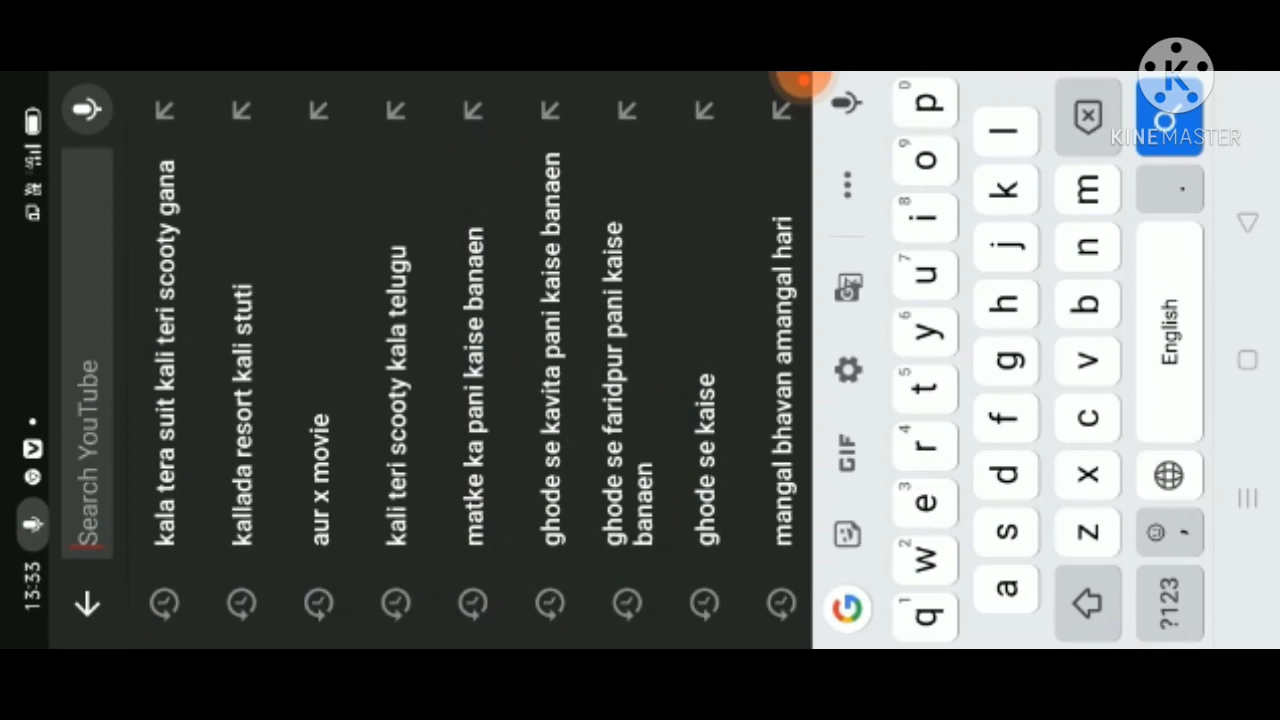 13:33
Search YouTube
kala tera suit kali teri scooty gana
kallada resort kali stuti
aur x movie
kali teri scooty kala telugu
matke ka pani kaise banaen
ghode se kavita pani kaise banaen
ghode se faridpur pani kaise
banaen
ghode se kaise
mangal bhavan amangal hari
GIF
q 1 w 2 e 3 r 4 t 5 y 6 u 7 i 8 o 9 p 0
a s d f g h j k l
z x c v b n m
?123 , English .
K
KINEMASTER